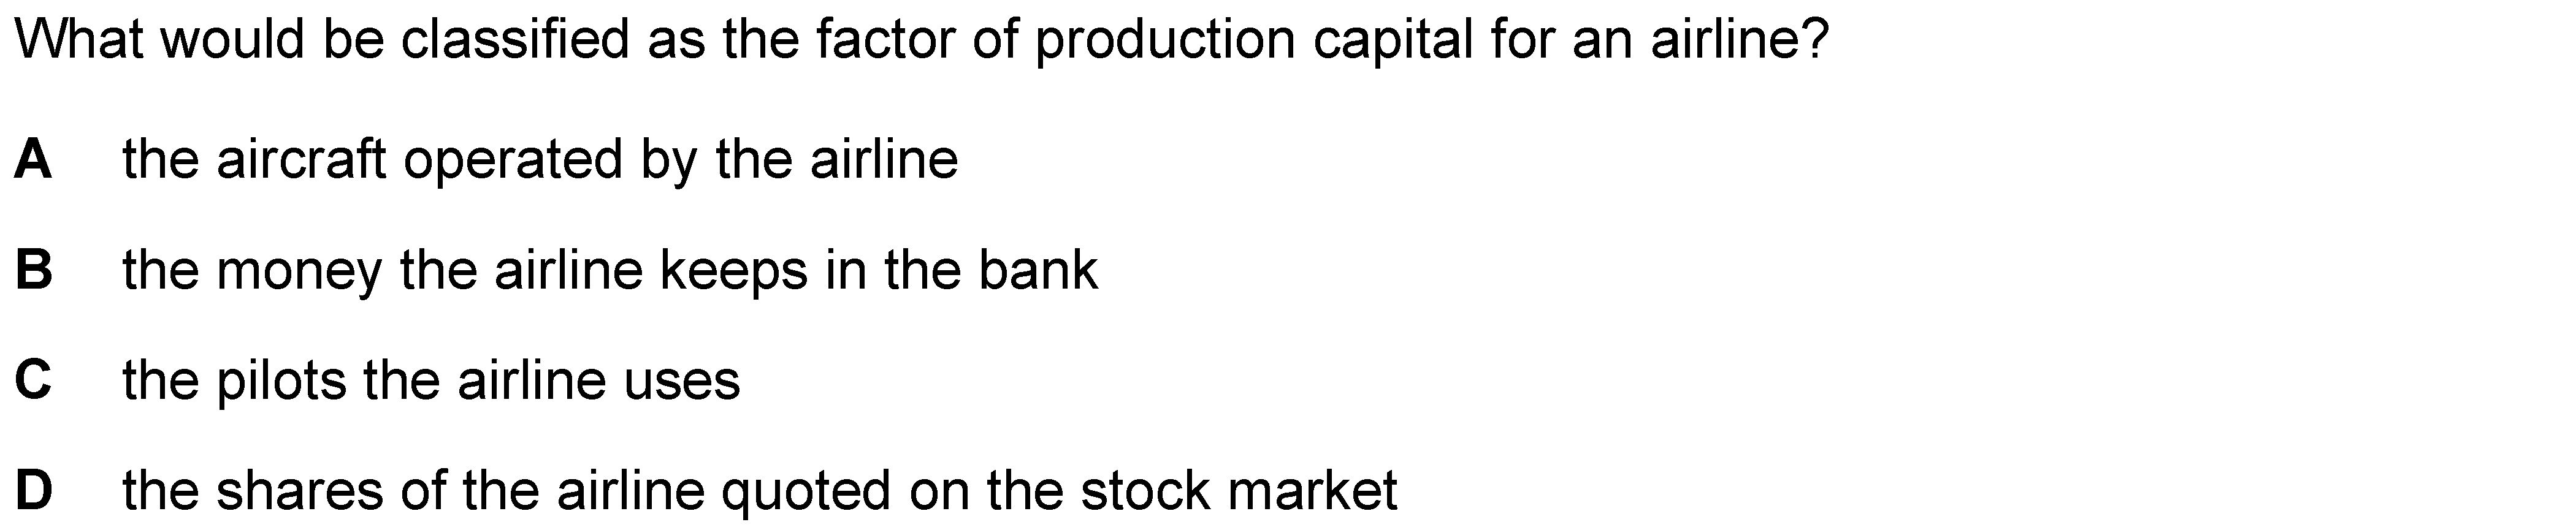 What would be classified as the factor of production capital for an airline?
A the aircraft operated by the airline
B the money the airline keeps in the bank
C the pilots the airline uses
D the shares of the airline quoted on the stock market